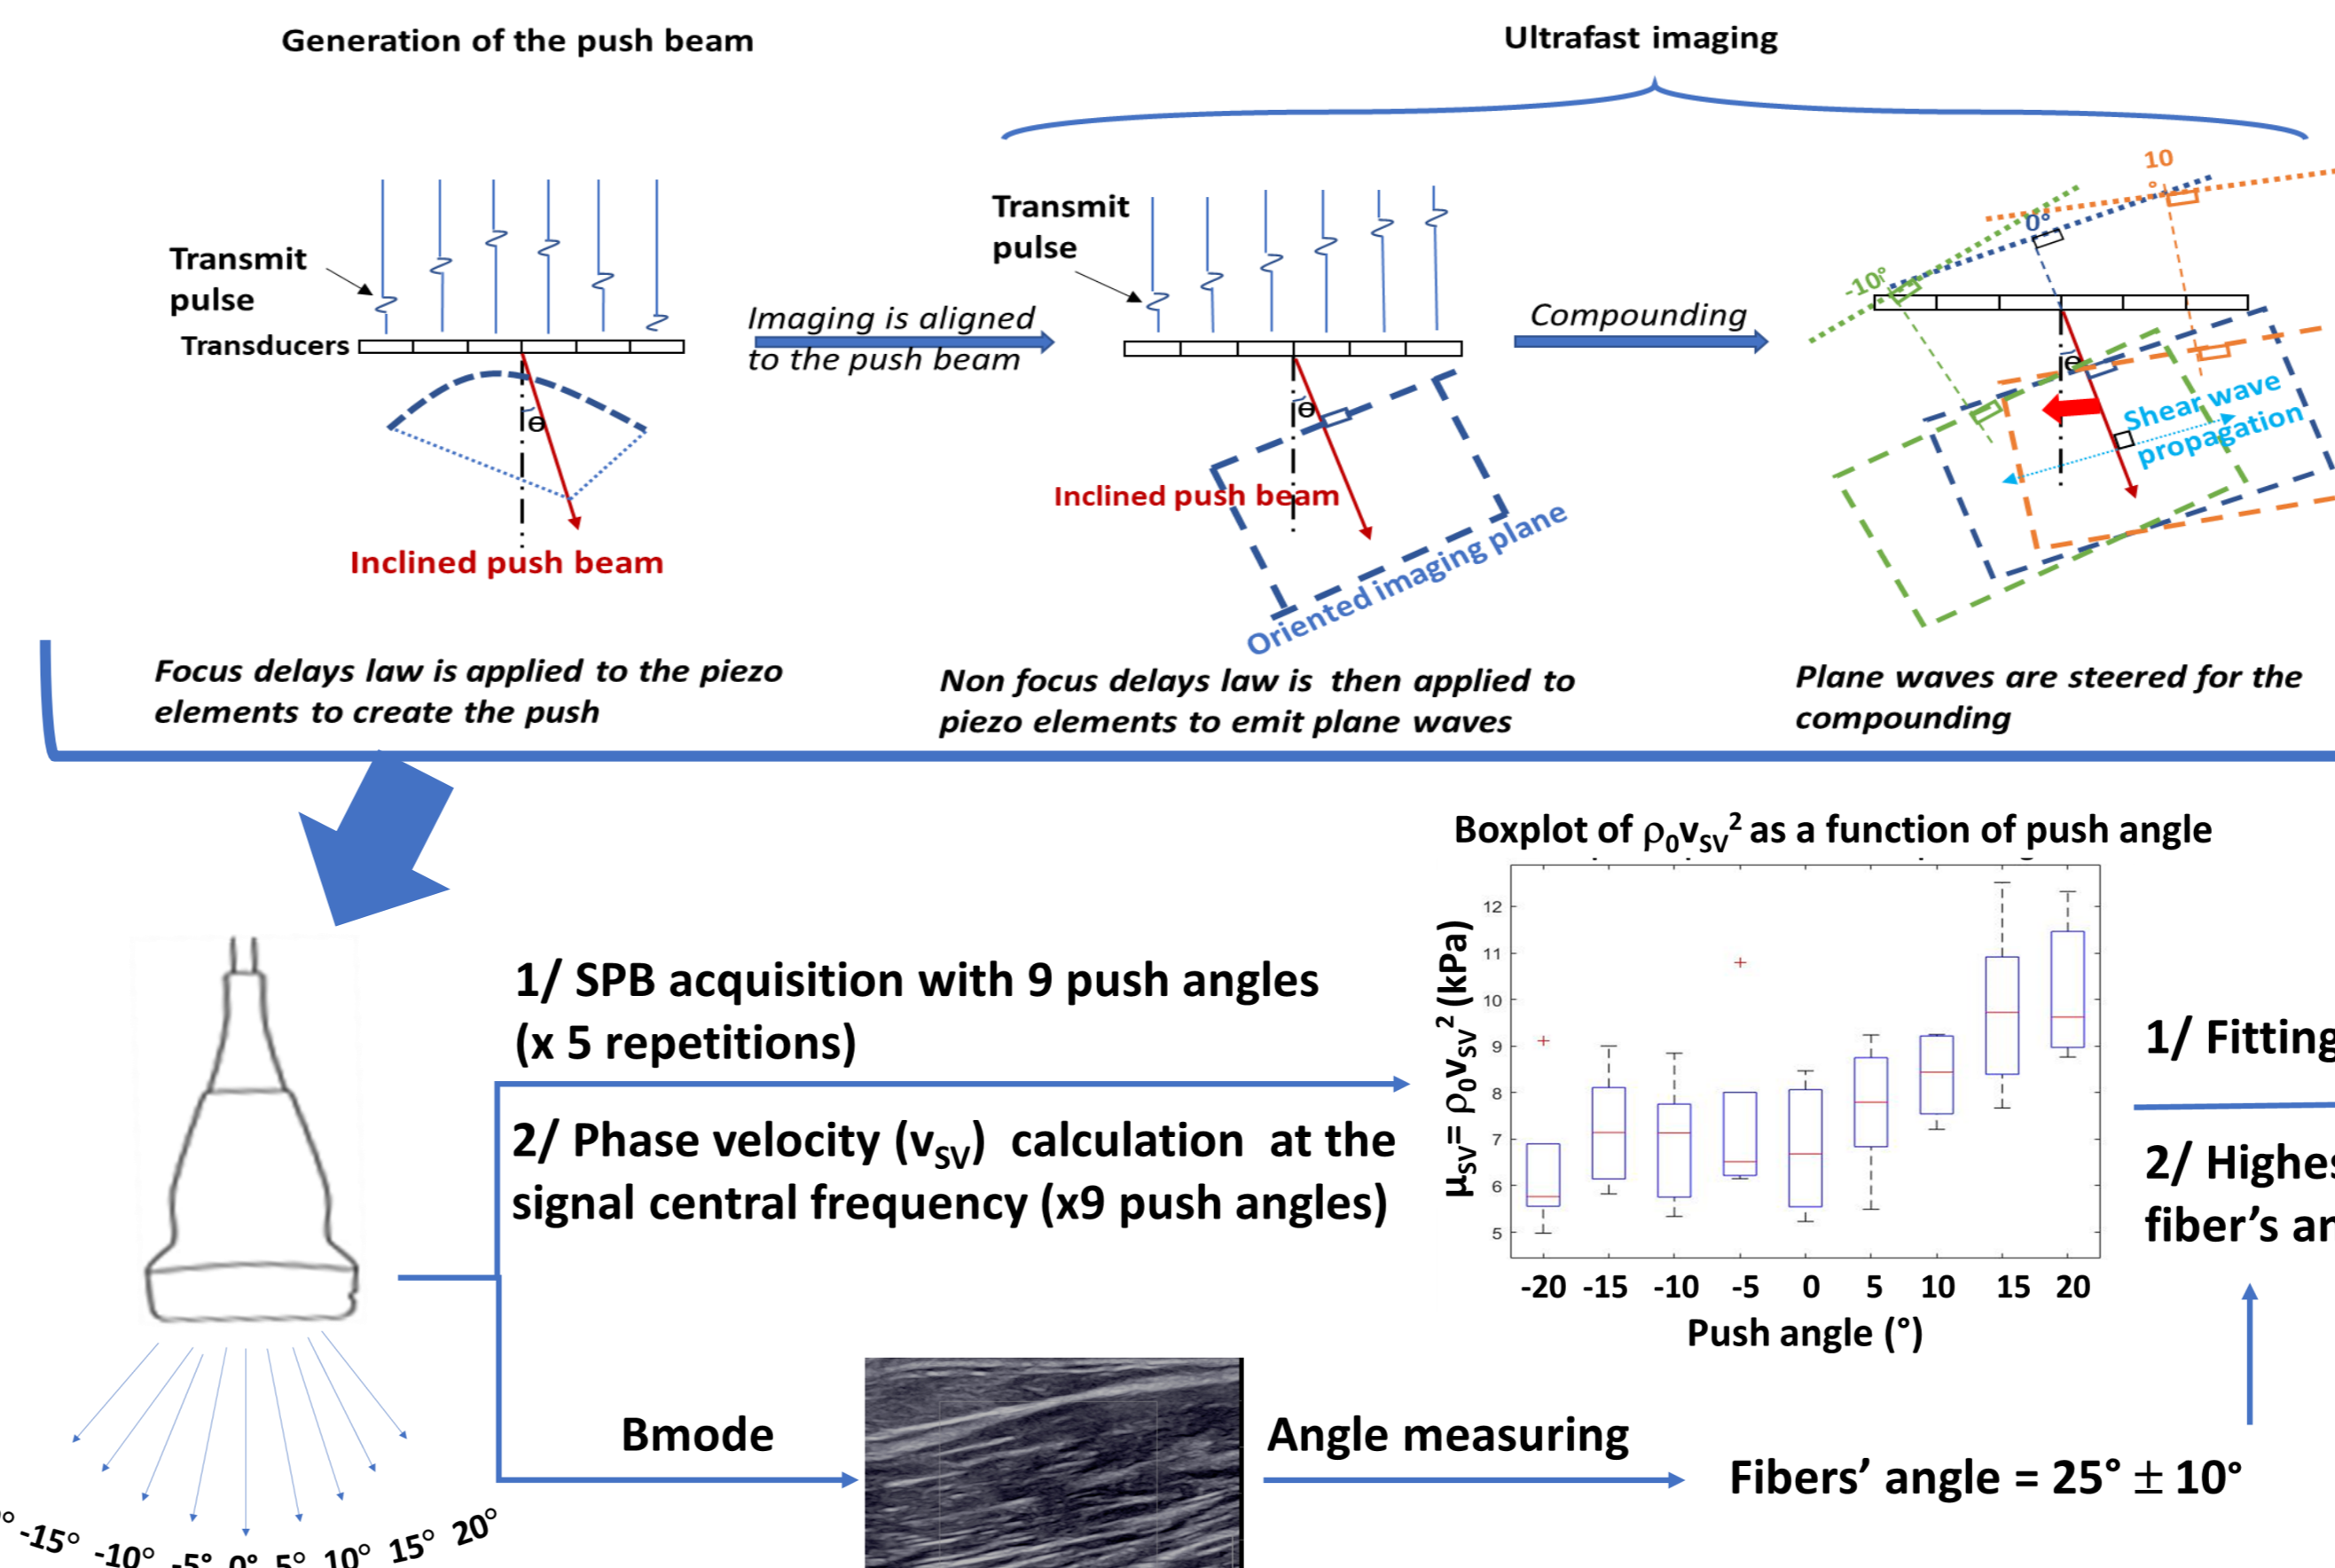 Generation of the push beam
Ultrafast imaging
Transmit
pulse
Transducers
ɵ
Inclined push beam
Imaging is aligned
to the push beam
Transmit
pulse
ɵ
Inclined push beam
Oriented imaging plane
Compounding
-10°
0°
10
°
ɵ
Shear wave
propagation
Focus delays law is applied to the piezo
elements to create the push
Non focus delays law is then applied to
piezo elements to emit plane waves
Plane waves are steered for the
compounding
1/ SPB acquisition with 9 push angles
(x 5 repetitions)
2/ Phase velocity (vSV) calculation at the
signal central frequency (x9 push angles)
Boxplot of ρ0vSV² as a function of push angle
μSV= ρ0vSV² (kPa)
12
11
10
9
8
7
6
5
-20 -15 -10 -5 0 5 10 15 20
Push angle (°)
1/ Fitting
2/ Highes
fiber's an
Bmode
Angle measuring
Fibers' angle = 25° ± 10°
-15° -10° -5° 0° 5° 10° 15° 20°